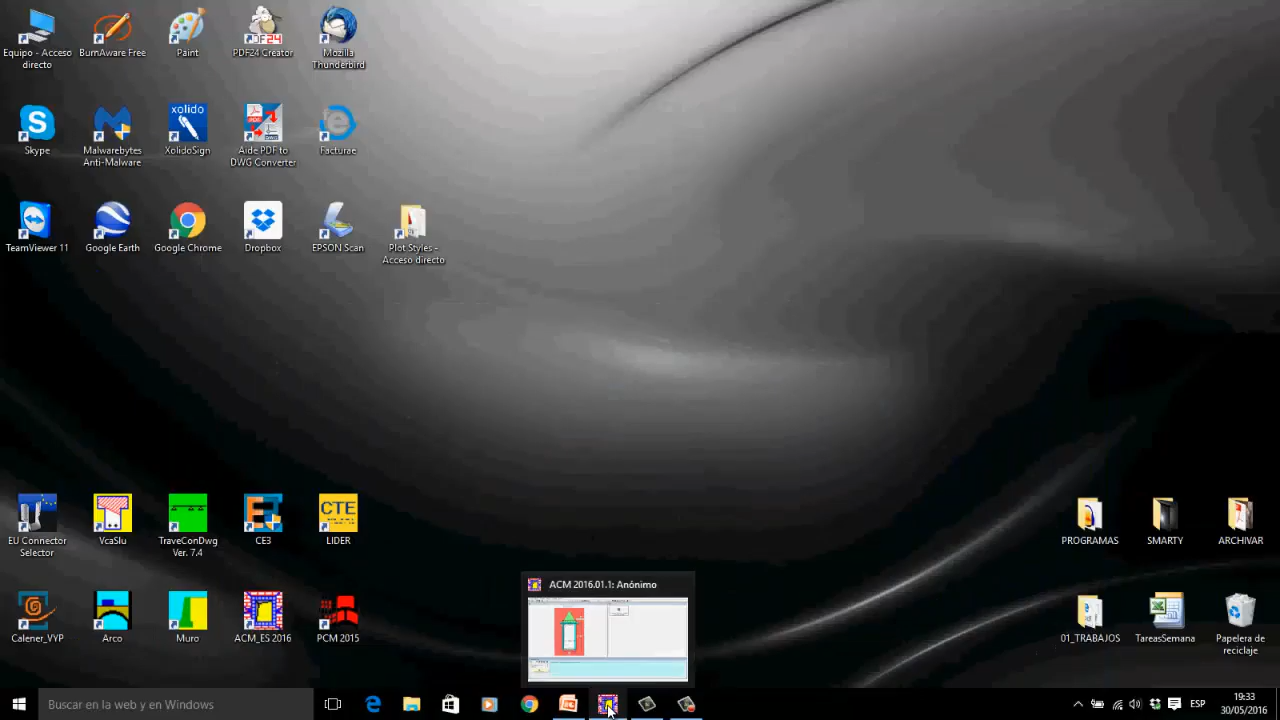 Equipo - Acceso
directo
BurnAware Free
Paint
PDF24 Creator
Mozilla
Thunderbird
Skype
Malwarebytes
Anti-Malware
xolido
XolidoSign
Aide PDF to
DWG Converter
Facturae
TeamViewer 11
Google Earth
Google Chrome
Dropbox
EPSON Scan
Plot Styles -
Acceso directo
EU Connector
Selector
VcaSlu
TraveConDwg
Ver. 7.4
CE3
CTE
LIDER
PROGRAMAS
SMARTY
ARCHIVAR
Calener_VYP
Arco
Muro
ACM_ES 2016
PCM 2015
ACM 2016.01.1: Anónimo
01_TRABAJOS
TareasSemana
Papelera de
reciclaje
Buscar en la web y en Windows
ESP
19:33
30/05/2016